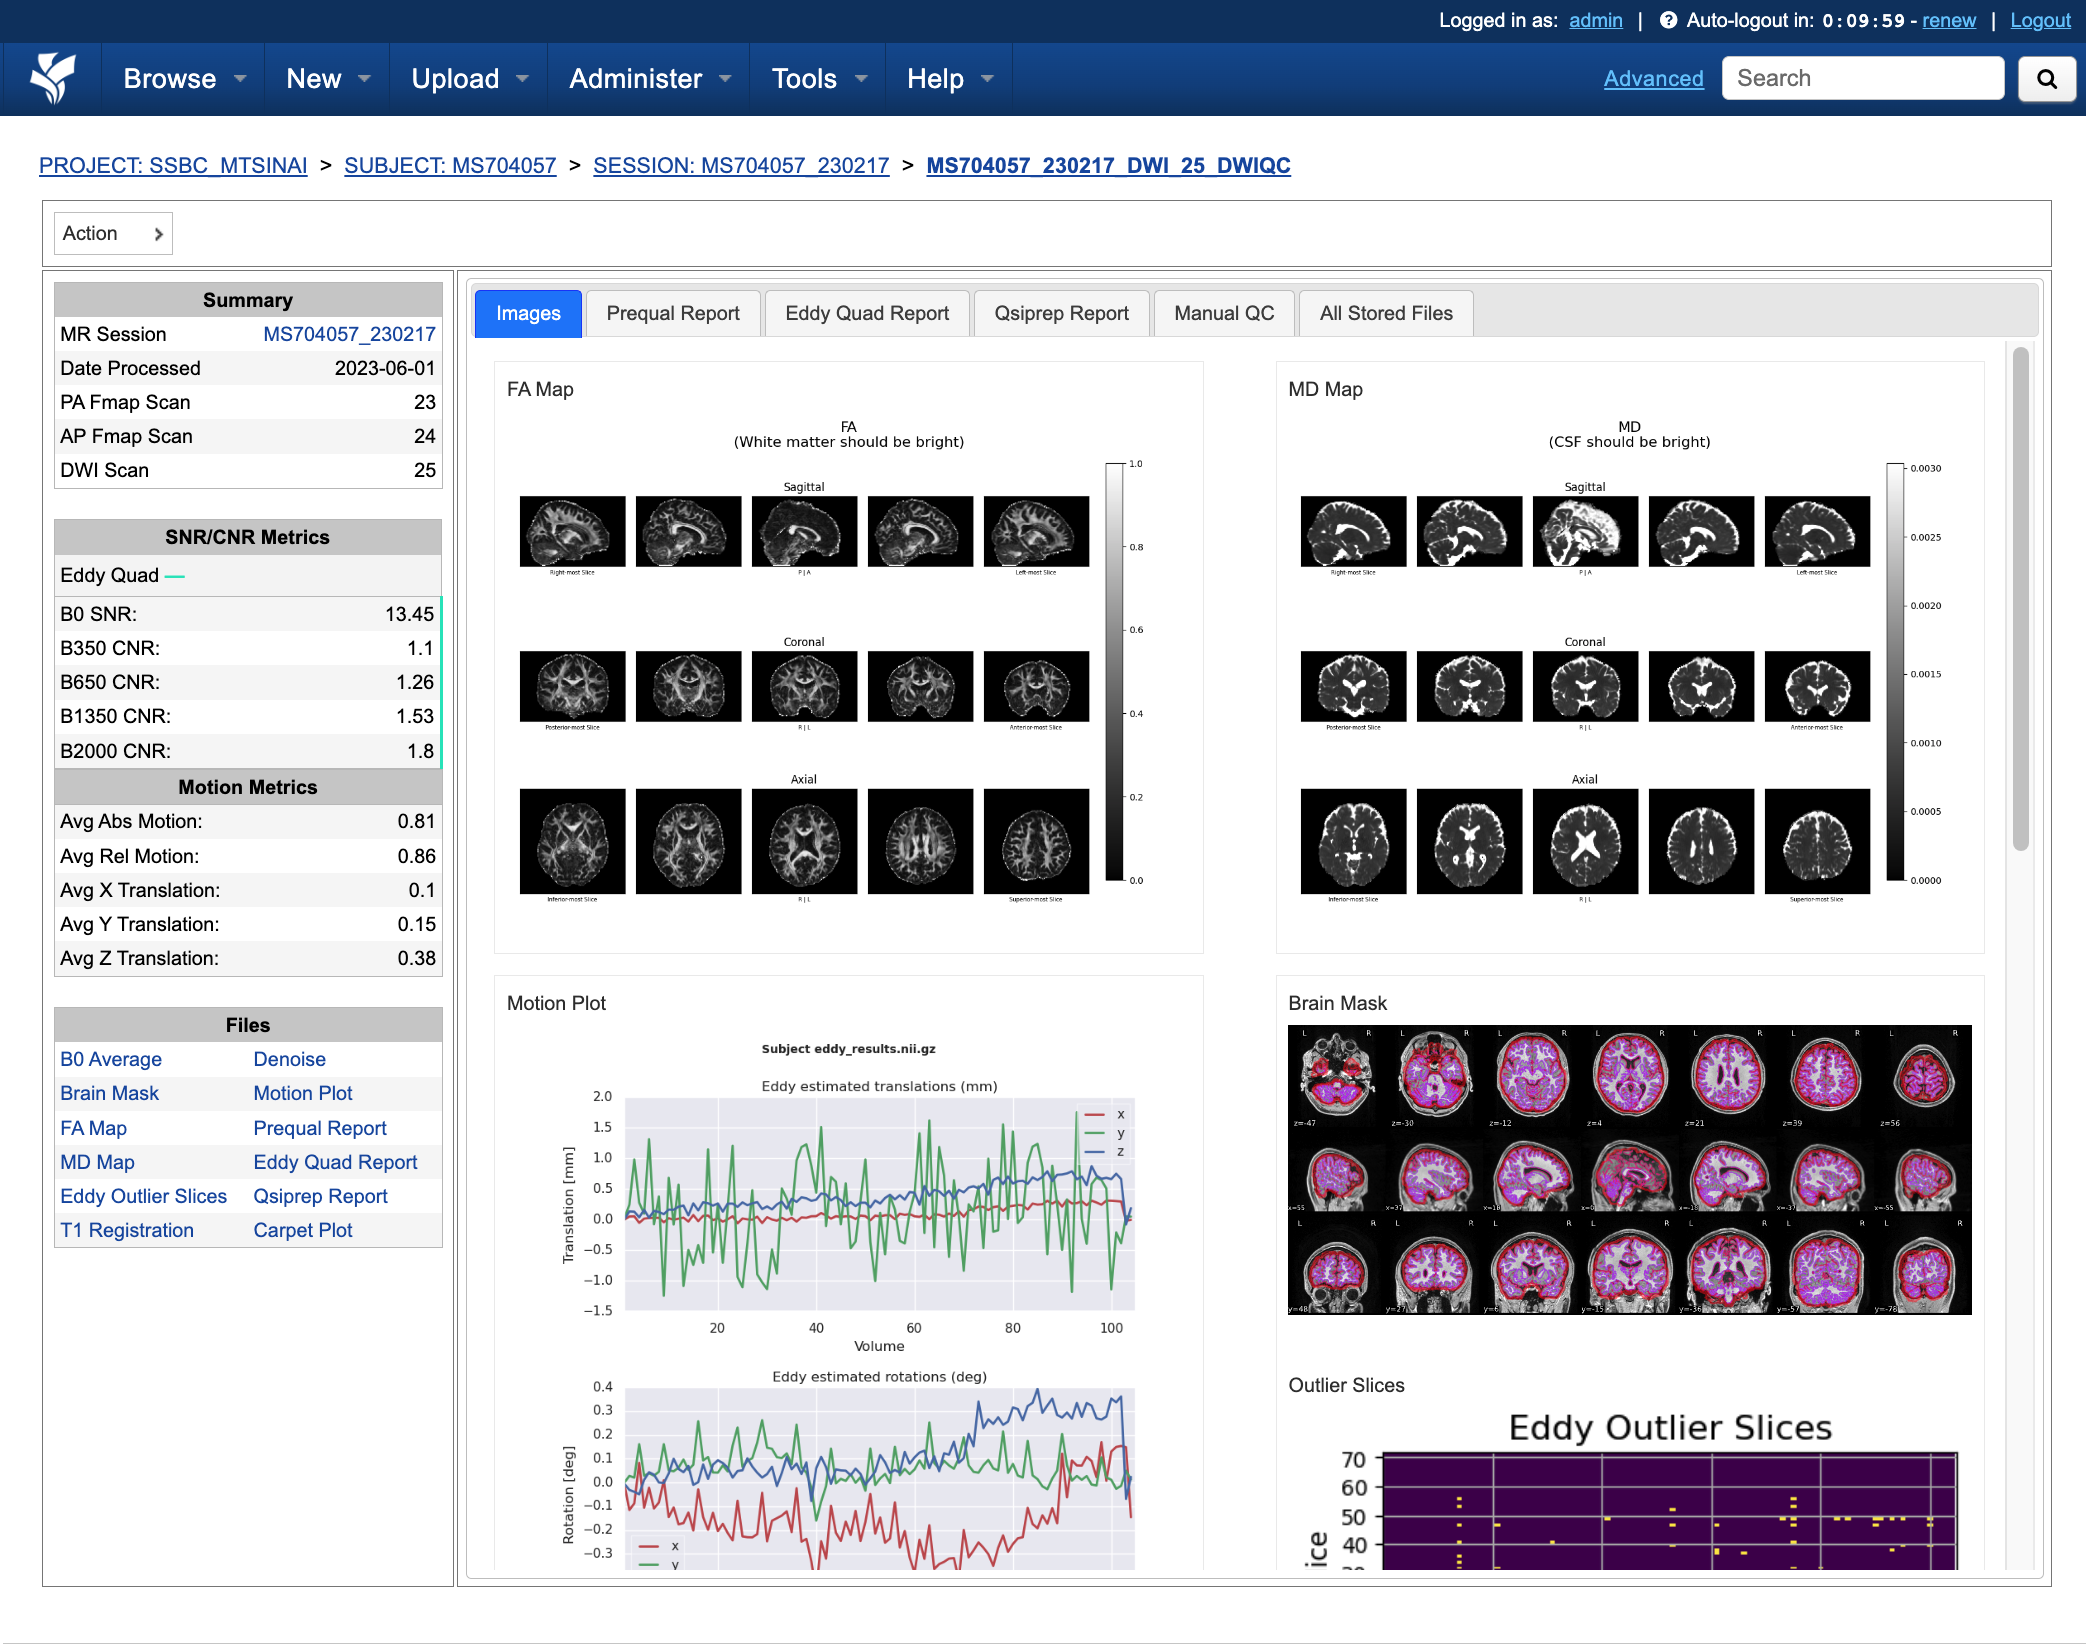 Logged in as: admin | Auto-logout in: 0:09:59 - renew | Logout
Browse New Upload Administer Tools Help Advanced Search
PROJECT: SSBC_MTSINAI > SUBJECT: MS704057 > SESSION: MS704057_230217 > MS704057_230217_DWI_25_DWIQC
Action
Summary
MR Session MS704057_230217
Date Processed 2023-06-01
PA Fmap Scan 23
AP Fmap Scan 24
DWI Scan 25
SNR/CNR Metrics
Eddy Quad
B0 SNR: 13.45
B350 CNR: 1.1
B650 CNR: 1.26
B1350 CNR: 1.53
B2000 CNR: 1.8
Motion Metrics
Avg Abs Motion: 0.81
Avg Rel Motion: 0.86
Avg X Translation: 0.1
Avg Y Translation: 0.15
Avg Z Translation: 0.38
Files
B0 Average Denoise
Brain Mask Motion Plot
FA Map Prequal Report
MD Map Eddy Quad Report
Eddy Outlier Slices Qsiprep Report
T1 Registration Carpet Plot
Images Prequal Report Eddy Quad Report Qsiprep Report Manual QC All Stored Files
FA Map
FA
(White matter should be bright)
Sagittal
Right-most Slice P | A Left-most Slice
Coronal
Posterior-most Slice R | L Anterior-most Slice
Axial
Inferior-most Slice R | L Superior-most Slice
1.0
0.8
0.6
0.4
0.2
0.0
MD Map
MD
(CSF should be bright)
Sagittal
Right-most Slice P | A Left-most Slice
Coronal
Posterior-most Slice R | L Anterior-most Slice
Axial
Inferior-most Slice R | L Superior-most Slice
0.0030
0.0025
0.0020
0.0015
0.0010
0.0005
0.0000
Motion Plot
Subject eddy_results.nii.gz
Eddy estimated translations (mm)
Translation [mm]
2.0
1.5
1.0
0.5
0.0
−0.5
−1.0
−1.5
x
y
z
20 40 60 80 100
Volume
Eddy estimated rotations (deg)
Rotation [deg]
0.4
0.3
0.2
0.1
0.0
−0.1
−0.2
−0.3
x
y
Brain Mask
L R L R L R L R L R L R L R
z=-47 z=-30 z=-12 z=4 z=21 z=39 z=56
x=55 x=37 x=18 x=0 x=-18 x=-37 x=-55
L R L R L R L R L R L R L R
y=48 y=27 y=6 y=-15 y=-36 y=-57 y=-78
Outlier Slices
Eddy Outlier Slices
70
60
50
40